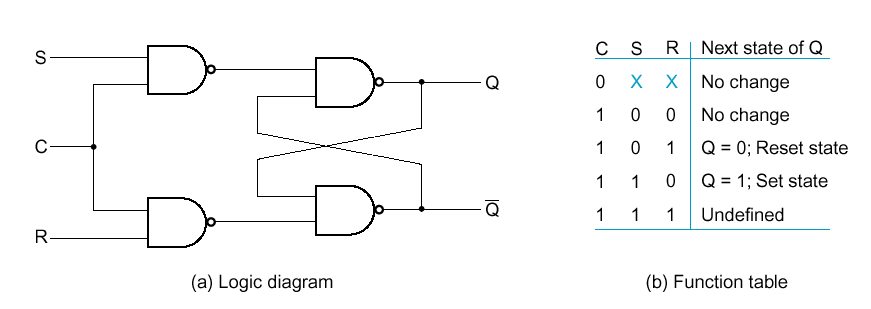 S
C
R
Q
Q̅
(a) Logic diagram
C S R Next state of Q
0 X X No change
1 0 0 No change
1 0 1 Q = 0; Reset state
1 1 0 Q = 1; Set state
1 1 1 Undefined
(b) Function table